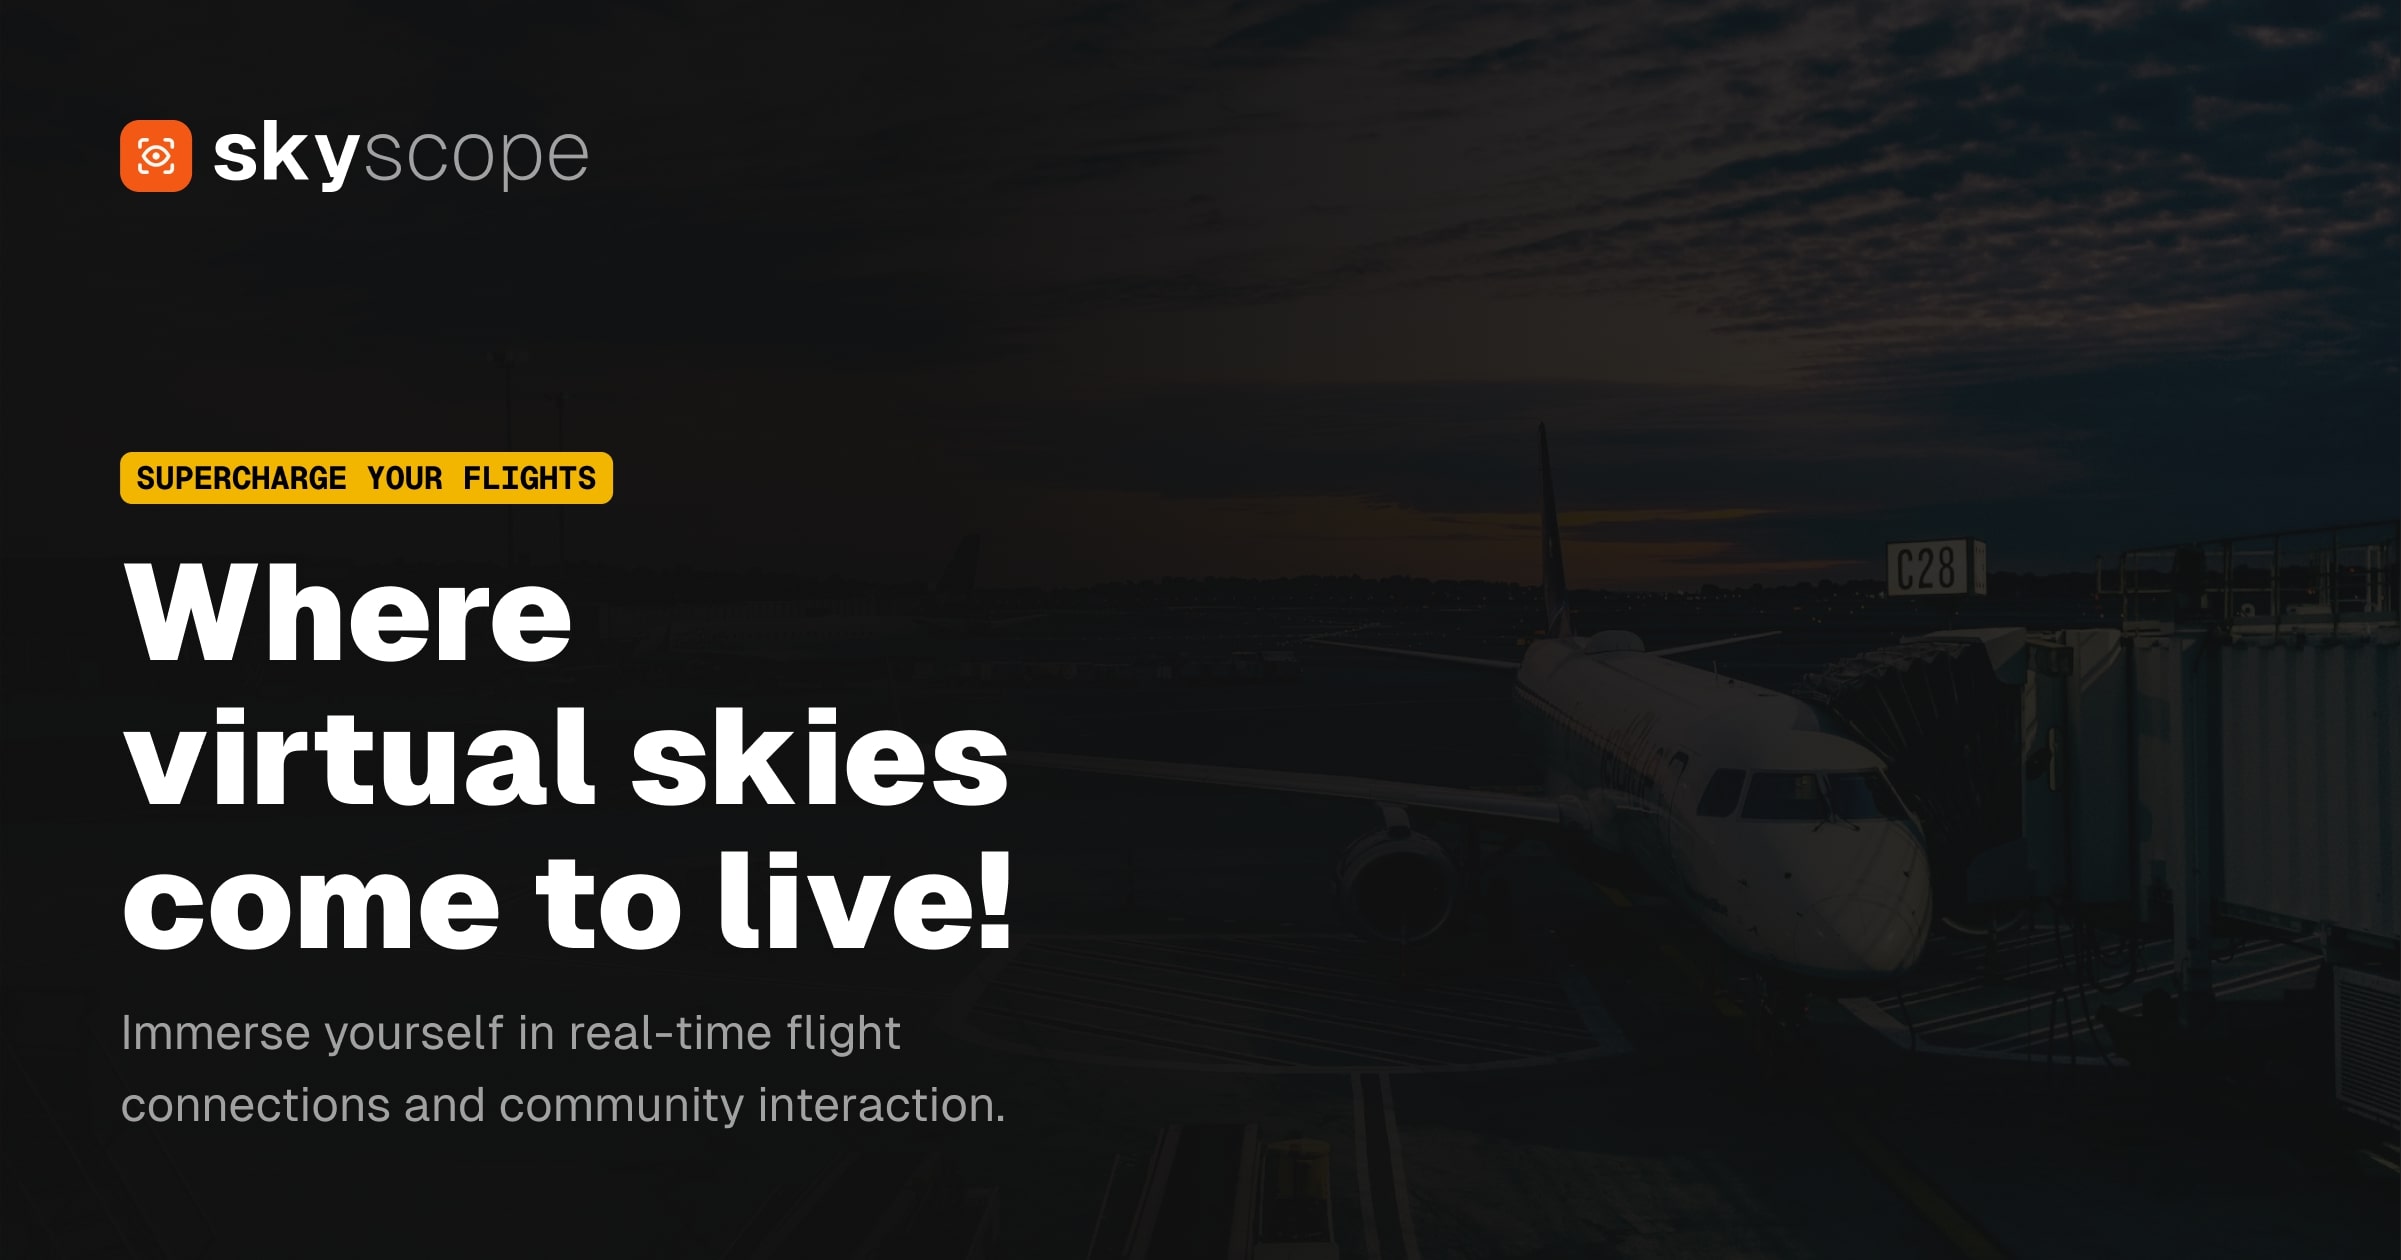 skyscope
SUPERCHARGE YOUR FLIGHTS
Where
virtual skies
come to live!
Immerse yourself in real-time flight
connections and community interaction.
C28